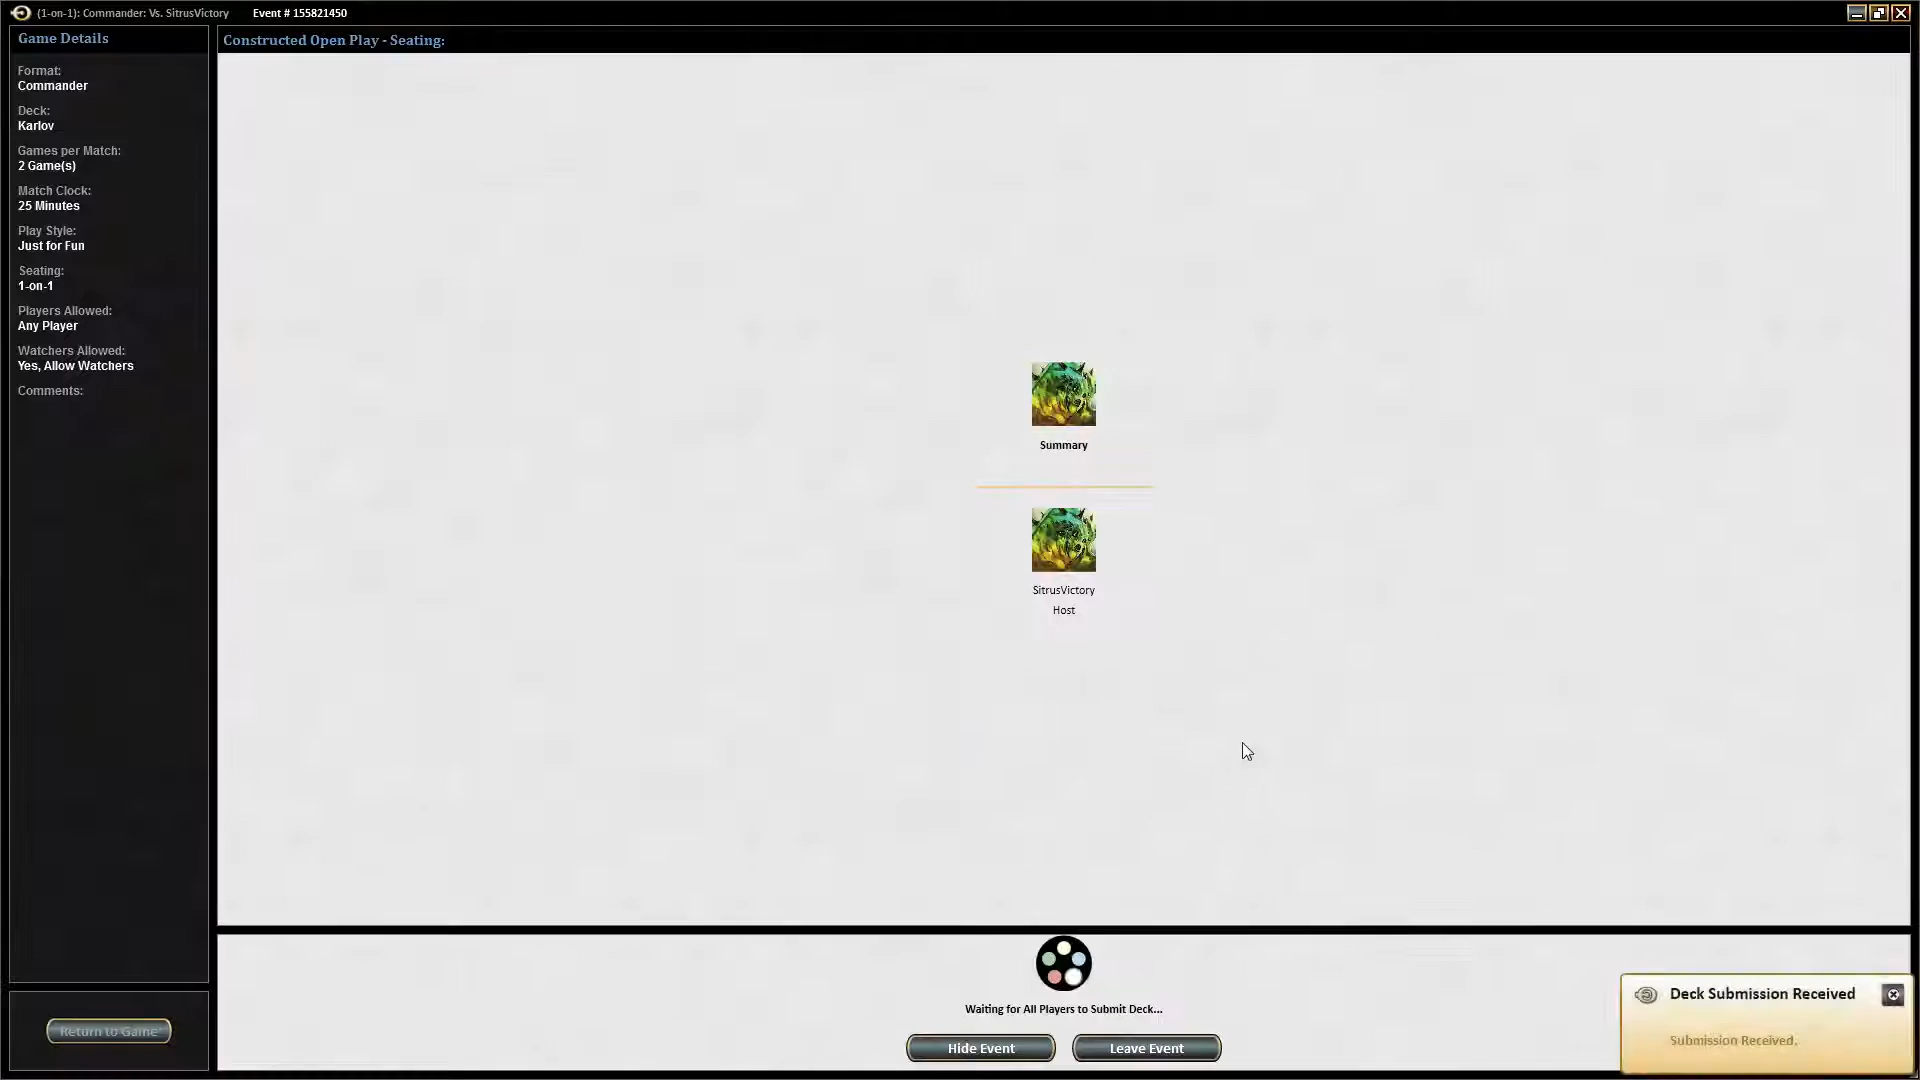 (1-on-1): Commander: Vs. SitrusVictory Event # 155821450
Game Details
Format:
Commander
Deck:
Karlov
Games per Match:
2 Game(s)
Match Clock:
25 Minutes
Play Style:
Just for Fun
Seating:
1-on-1
Players Allowed:
Any Player
Watchers Allowed:
Yes, Allow Watchers
Comments:
Return to Game
Constructed Open Play - Seating:
Summary
SitrusVictory
Host
Waiting for All Players to Submit Deck...
Hide Event Leave Event
Deck Submission Received
Submission Received.